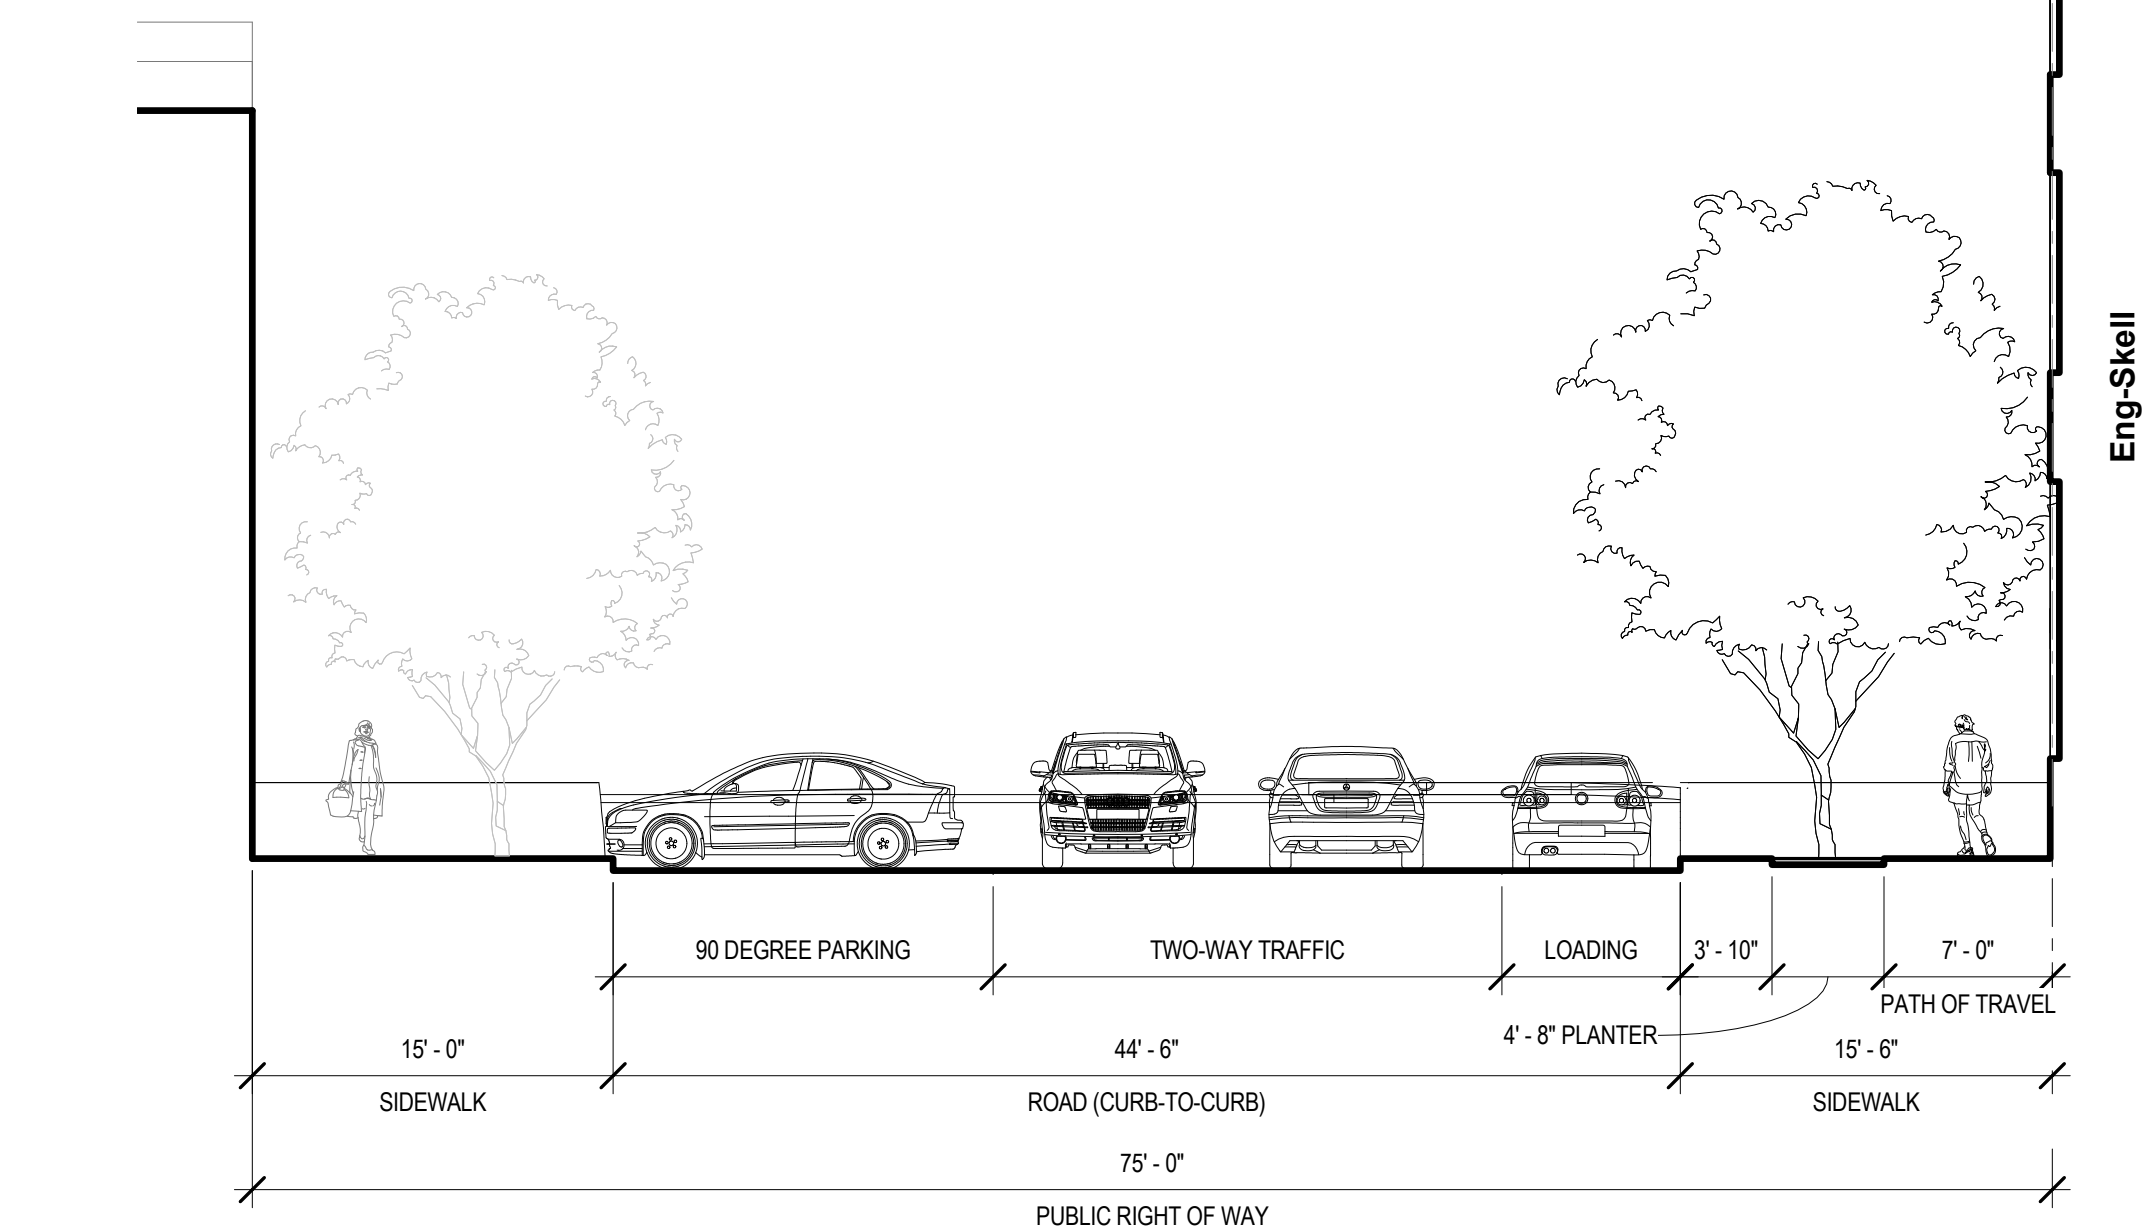 Eng-Skell
90 DEGREE PARKING
TWO-WAY TRAFFIC
LOADING
3' - 10"
7' - 0"
PATH OF TRAVEL
4' - 8" PLANTER
15' - 0"
44' - 6"
15' - 6"
SIDEWALK
ROAD (CURB-TO-CURB)
SIDEWALK
75' - 0"
PUBLIC RIGHT OF WAY